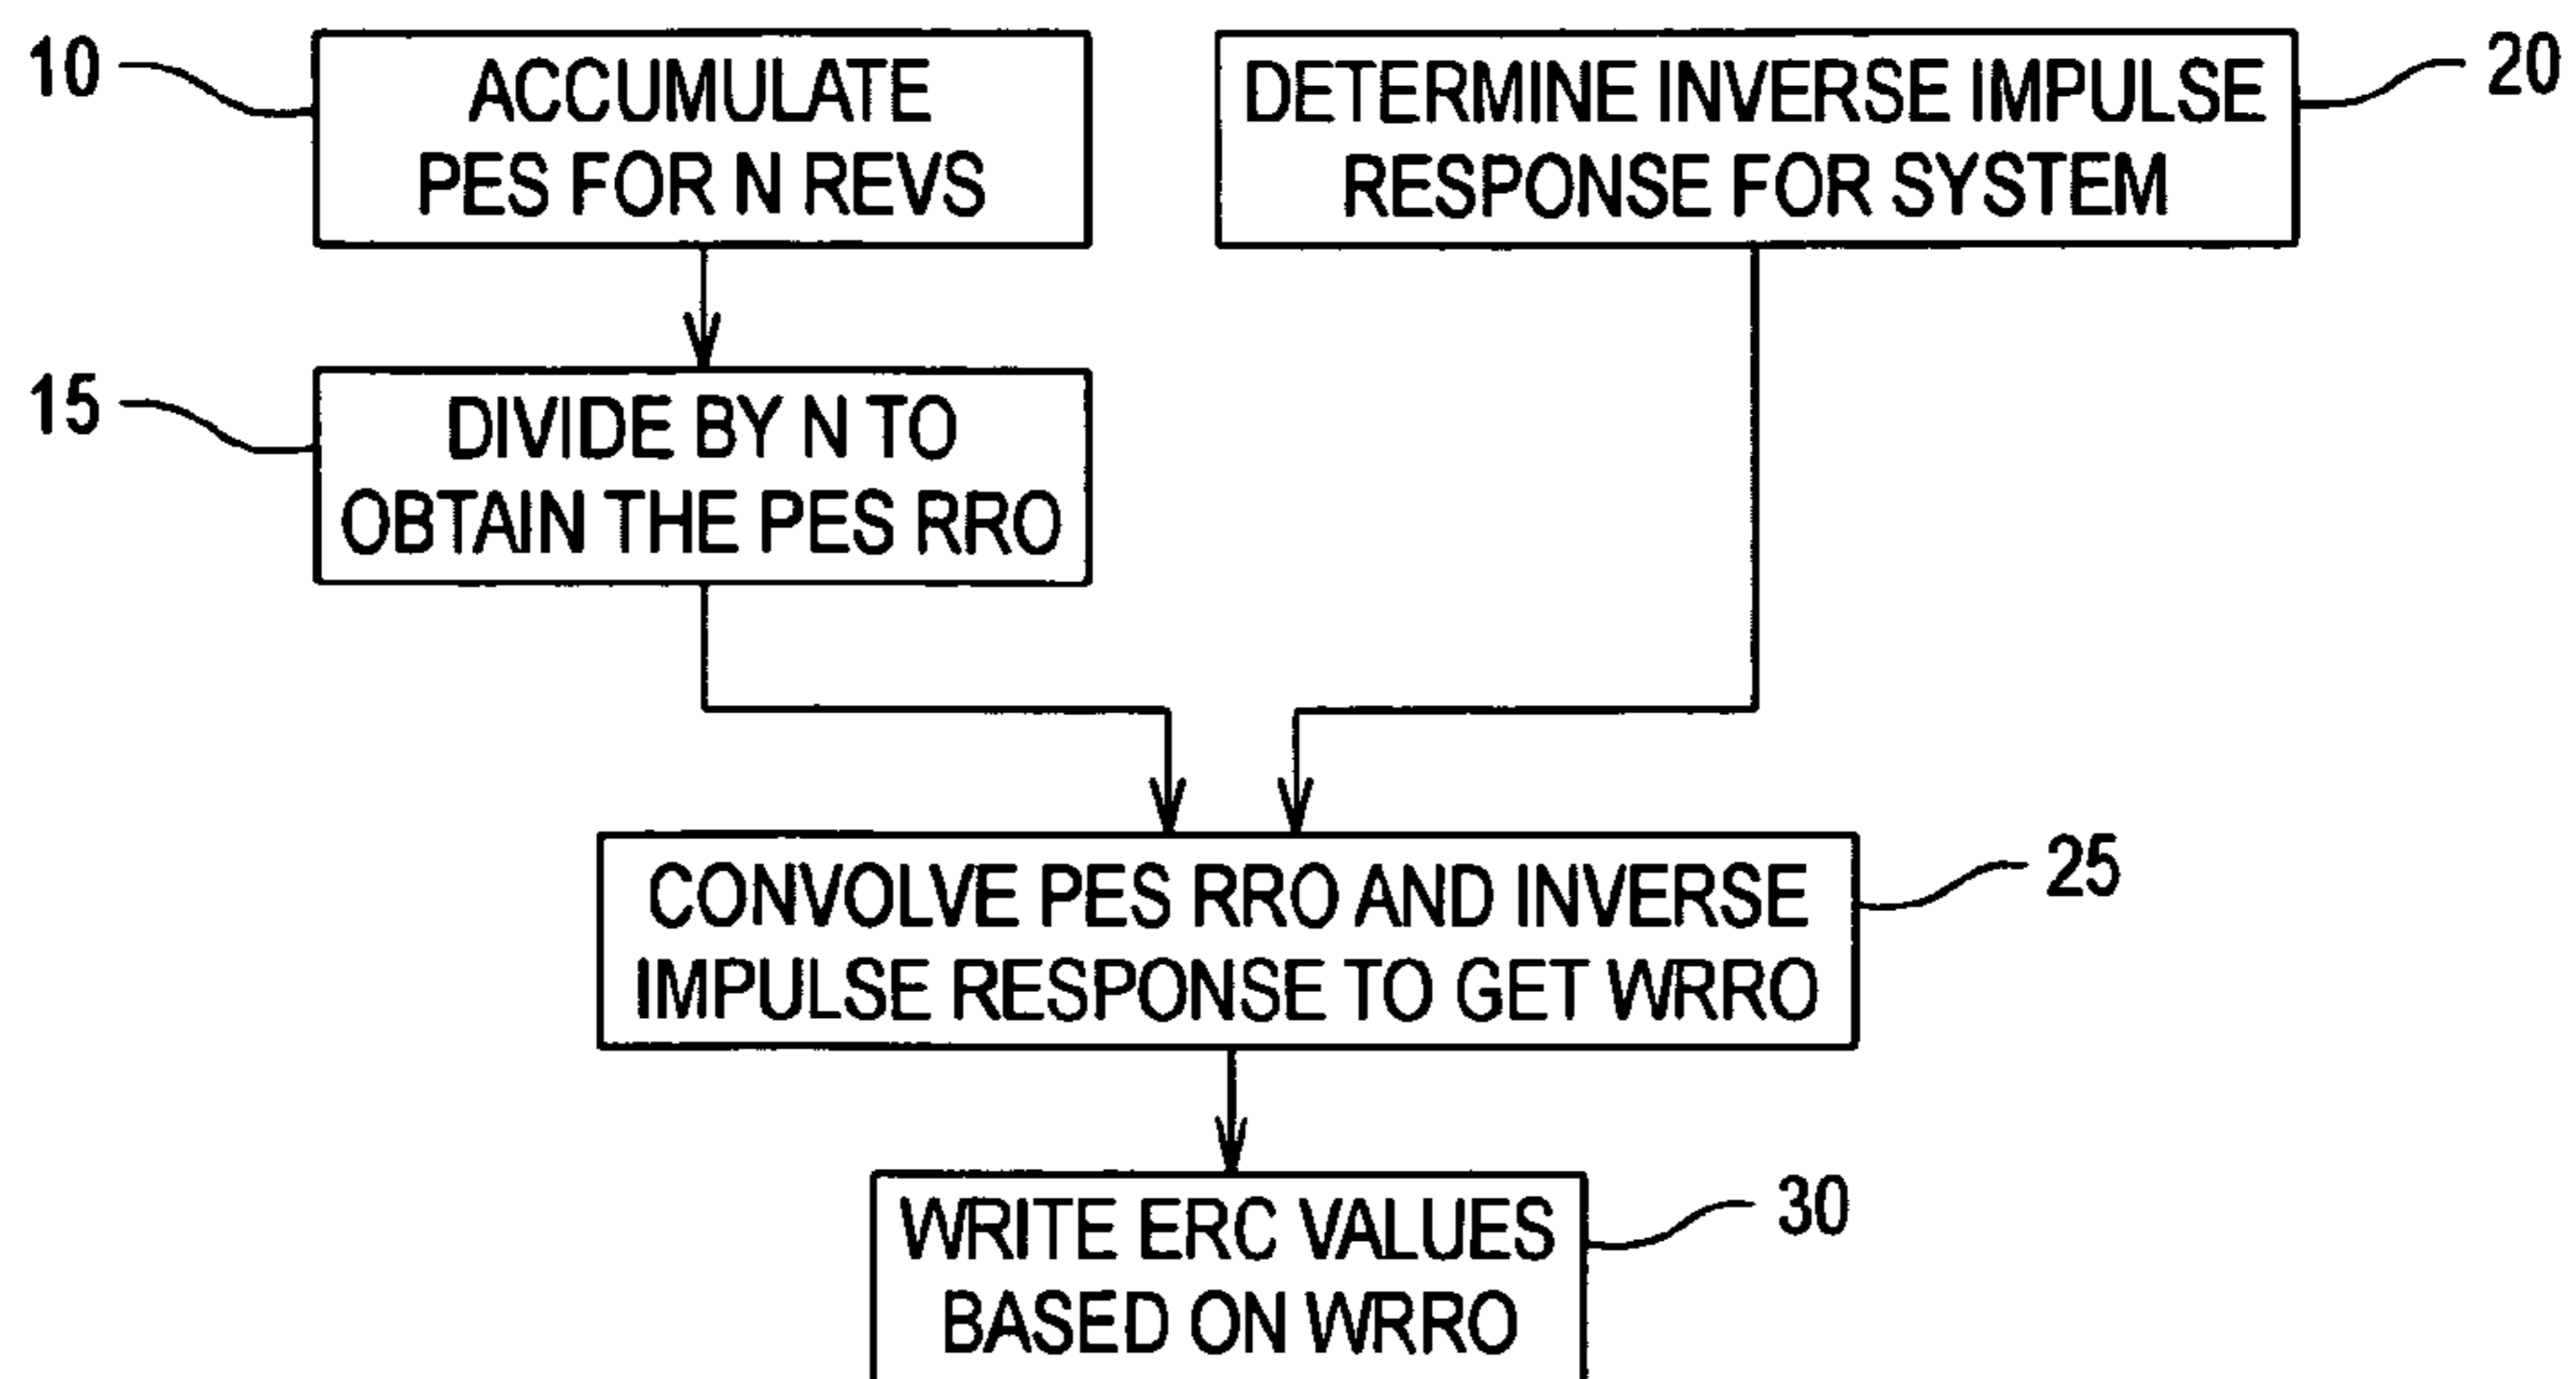 10
ACCUMULATE
PES FOR N REVS
DETERMINE INVERSE IMPULSE
RESPONSE FOR SYSTEM
20
15
DIVIDE BY N TO
OBTAIN THE PES RRO
CONVOLVE PES RRO AND INVERSE
IMPULSE RESPONSE TO GET WRRO
25
WRITE ERC VALUES
BASED ON WRRO
30